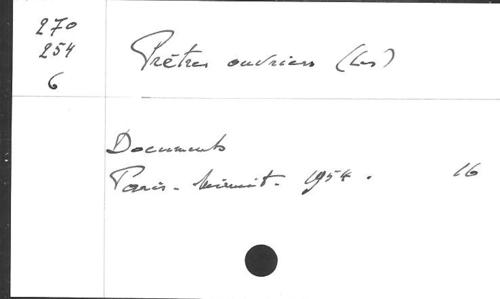 270
254
6
Prêtres ouvriers (Les)
Documents
Paris - Minuit - 1954. 16